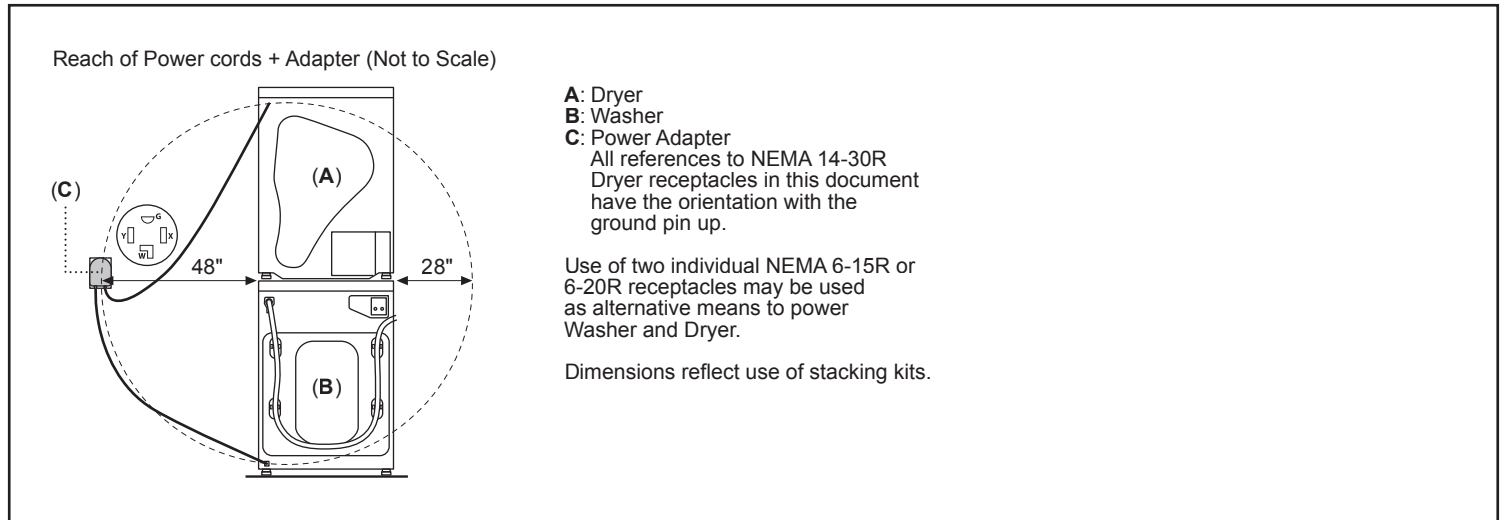 Reach of Power cords + Adapter (Not to Scale)
(A)
(C)
G
Y
X
W
48"
28"
(B)
A: Dryer
B: Washer
C: Power Adapter
All references to NEMA 14-30R
Dryer receptacles in this document
have the orientation with the
ground pin up.
Use of two individual NEMA 6-15R or
6-20R receptacles may be used
as alternative means to power
Washer and Dryer.
Dimensions reflect use of stacking kits.